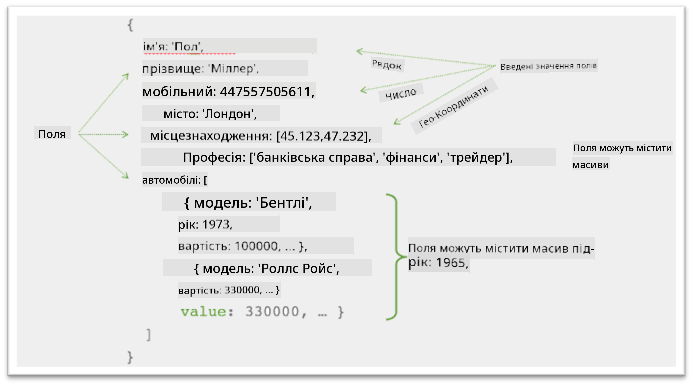 {
ім'я: 'Пол',
прізвище: 'Міллер',
мобільний: 447557505611,
місто: 'Лондон',
місцезнаходження: [45.123,47.232],
Професія: ['банківська справа', 'фінанси', 'трейдер'],
автомобілі: [
{ модель: 'Бентлі',
рік: 1973,
вартість: 100000, ... },
{ модель: 'Роллс Ройс',
вартість: 330000, ... }
value: 330000, … }
]
}
Поля
Рядок
Число
Гео-Координати
Введені значення полів
Поля можуть містити
масиви
Поля можуть містити масив під-
рік: 1965,